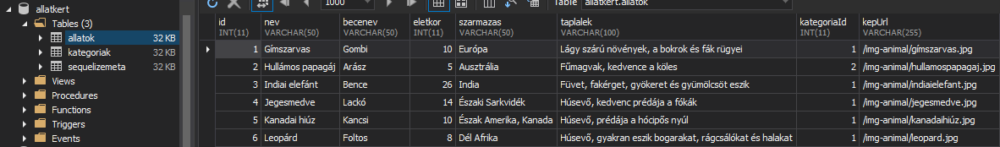 allatkert
Tables (3)
allatok 32 KB
kategoriak 32 KB
sequelizemeta 16 KB
Views
Procedures
Functions
Triggers
Events
1000 Table allatkert.allatok
id nev becenev eletkor szarmazas taplalek kategoriaId kepUrl
INT(11) VARCHAR(50) VARCHAR(50) INT(11) VARCHAR(50) VARCHAR(100) INT(11) VARCHAR(255)
1 Gímszarvas Gombi 10 Európa Lágy szárú növények, a bokrok és fák rügyei 1 /img-animal/gímszarvas.jpg
2 Hullámos papagáj Arász 5 Ausztrália Fűmagvak, kedvence a köles 2 /img-animal/hullamospapagaj.jpg
3 Indiai elefánt Bence 26 India Füvet, fakérget, gyökeret és gyümölcsöt eszik 1 /img-animal/indiaielefant.jpg
4 Jegesmedve Lackó 14 Északi Sarkvidék Húsevő, kedvenc prédája a fókák 1 /img-animal/jegesmedve.jpg
5 Kanadai hiúz Kancsi 10 Észak Amerika, Kanada Húsevő, prédája a hócipős nyúl 1 /img-animal/kanadaihiúz.jpg
6 Leopárd Foltos 8 Dél Afrika Húsevő, gyakran eszik bogarakat, rágcsálókat és halakat 1 /img-animal/leopard.jpg